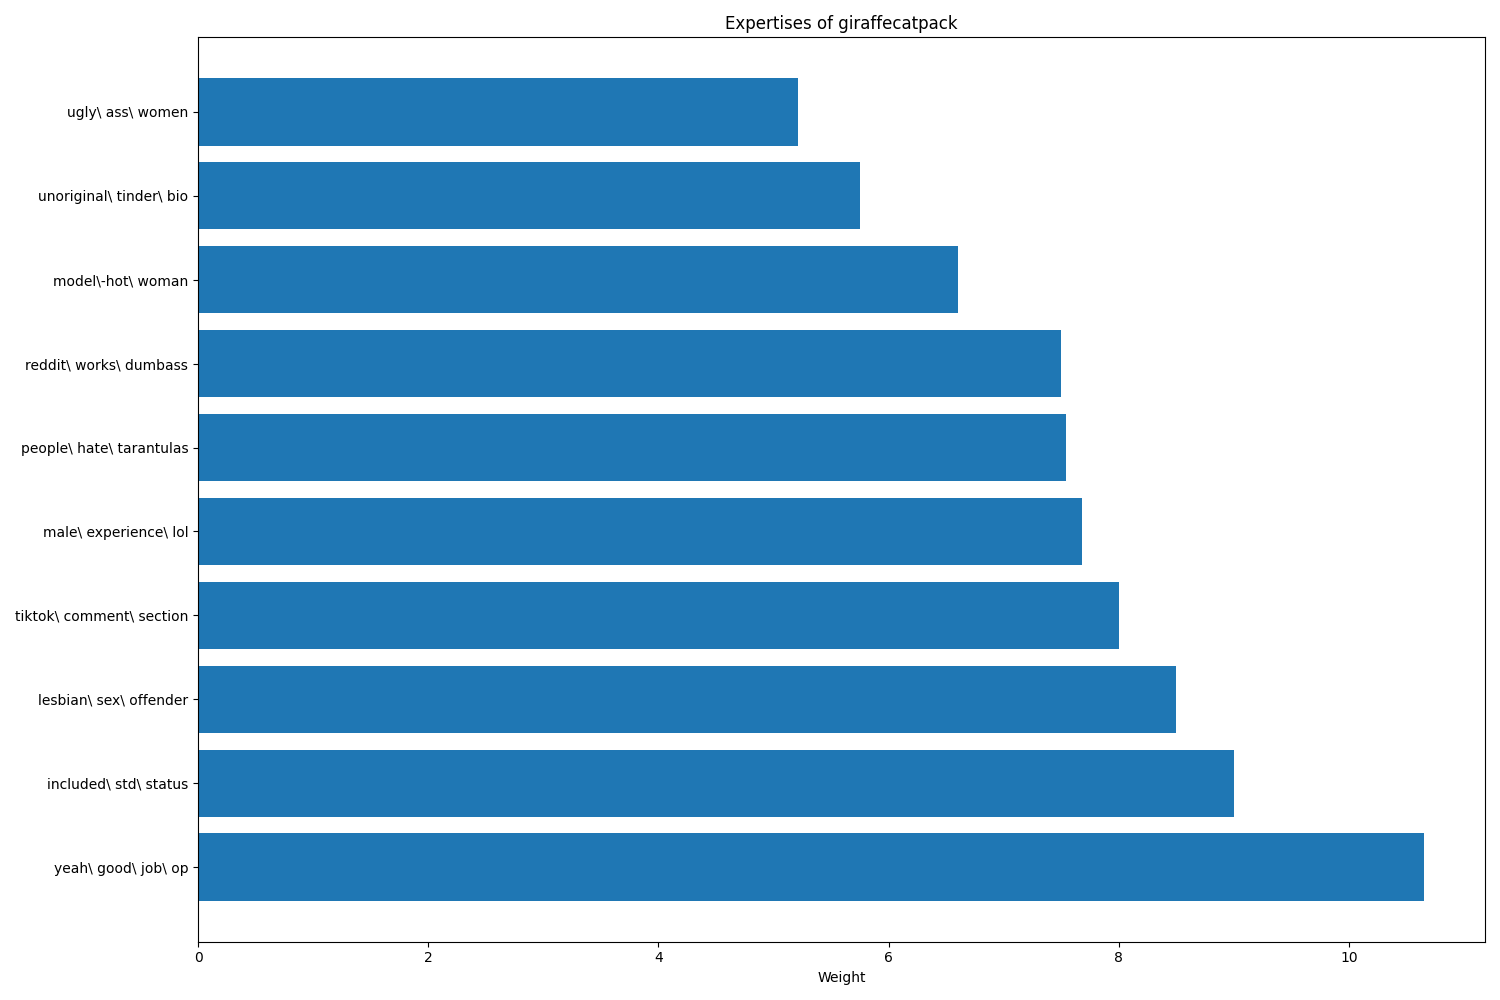 Expertises of giraffecatpack
ugly\ ass\ women
unoriginal\ tinder\ bio
model\-hot\ woman
reddit\ works\ dumbass
people\ hate\ tarantulas
male\ experience\ lol
tiktok\ comment\ section
lesbian\ sex\ offender
included\ std\ status
yeah\ good\ job\ op
0 2 4 6 8 10
Weight